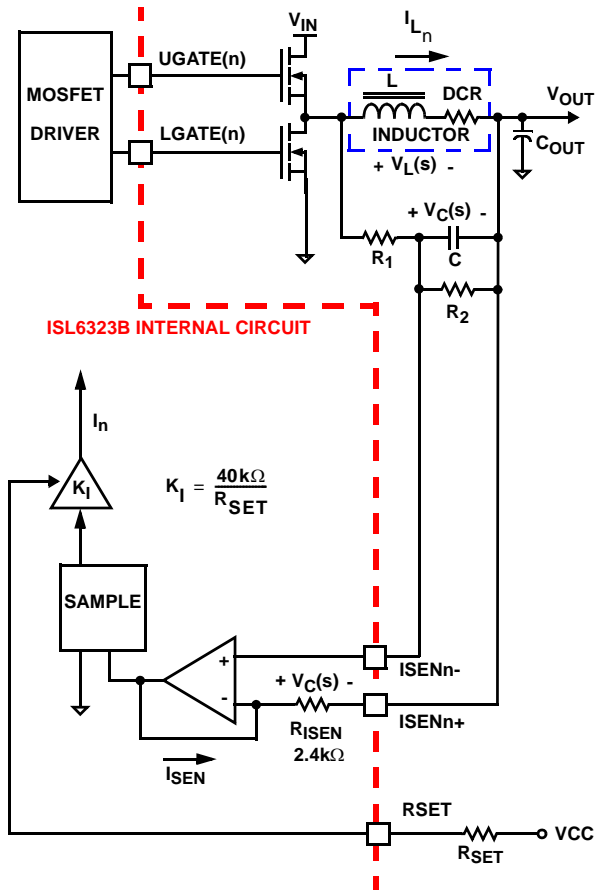 V_IN
I_Ln
UGATE(n)
MOSFET
DRIVER
L
DCR
V_OUT
LGATE(n)
INDUCTOR
C_OUT
+ V_L(s) -
+ V_C(s) -
R_1
C
R_2
ISL6323B INTERNAL CIRCUIT
I_n
K_I
K_I = 40kΩ / R_SET
SAMPLE
+
-
ISENn-
+ V_C(s) -
ISENn+
R_ISEN
2.4kΩ
I_SEN
RSET
VCC
R_SET